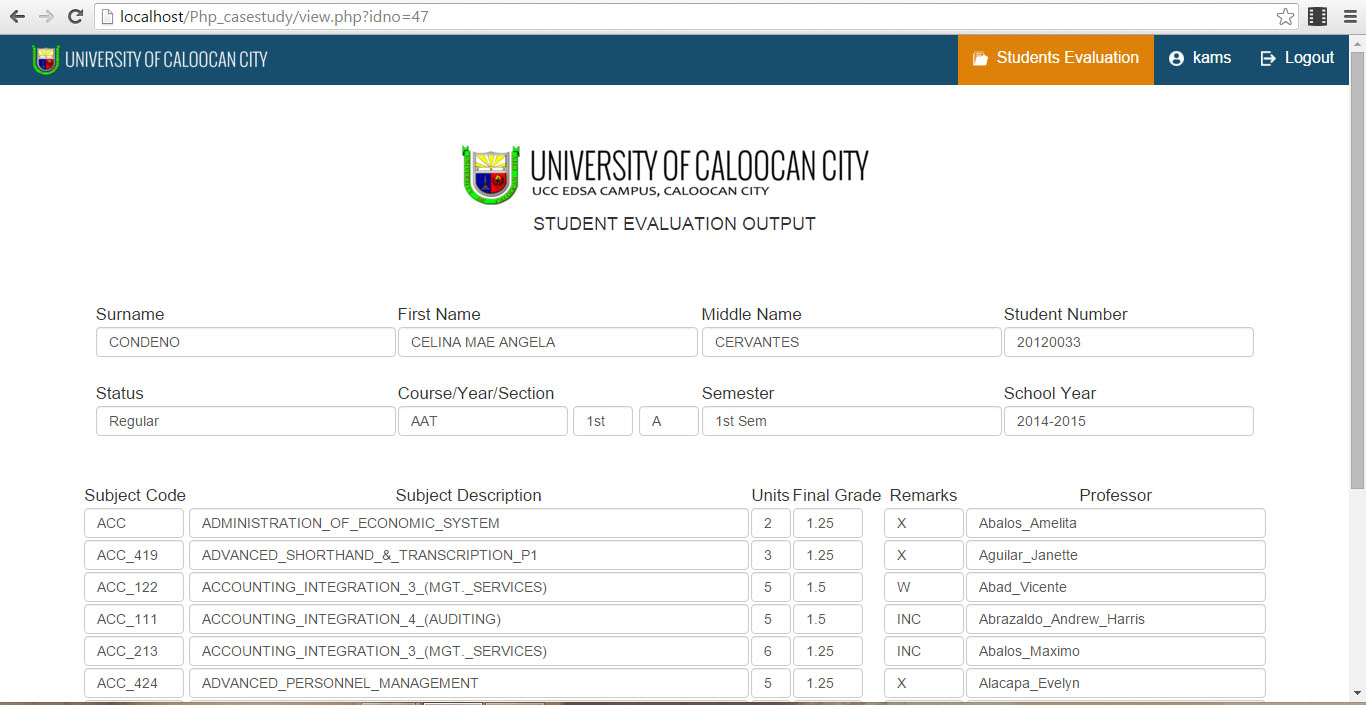 localhost/Php_casestudy/view.php?idno=47
UNIVERSITY OF CALOOCAN CITY Students Evaluation kams Logout
UNIVERSITY OF CALOOCAN CITY
UCC EDSA CAMPUS, CALOOCAN CITY
STUDENT EVALUATION OUTPUT
Surname First Name Middle Name Student Number
CONDENO CELINA MAE ANGELA CERVANTES 20120033
Status Course/Year/Section Semester School Year
Regular AAT 1st A 1st Sem 2014-2015
Subject Code Subject Description Units Final Grade Remarks Professor
ACC ADMINISTRATION_OF_ECONOMIC_SYSTEM 2 1.25 X Abalos_Amelita
ACC_419 ADVANCED_SHORTHAND_&_TRANSCRIPTION_P1 3 1.25 X Aguilar_Janette
ACC_122 ACCOUNTING_INTEGRATION_3_(MGT._SERVICES) 5 1.5 W Abad_Vicente
ACC_111 ACCOUNTING_INTEGRATION_4_(AUDITING) 5 1.5 INC Abrazaldo_Andrew_Harris
ACC_213 ACCOUNTING_INTEGRATION_3_(MGT._SERVICES) 6 1.25 INC Abalos_Maximo
ACC_424 ADVANCED_PERSONNEL_MANAGEMENT 5 1.25 X Alacapa_Evelyn